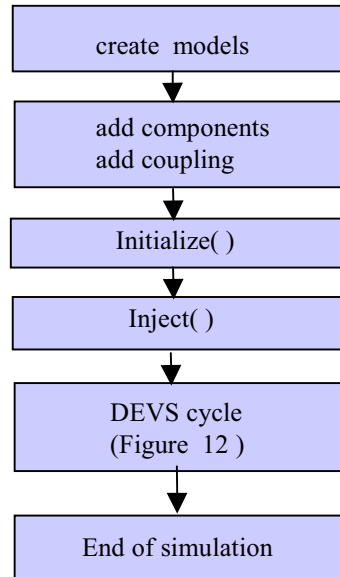 create models
add components
add coupling
Initialize( )
Inject( )
DEVS cycle
(Figure 12 )
End of simulation